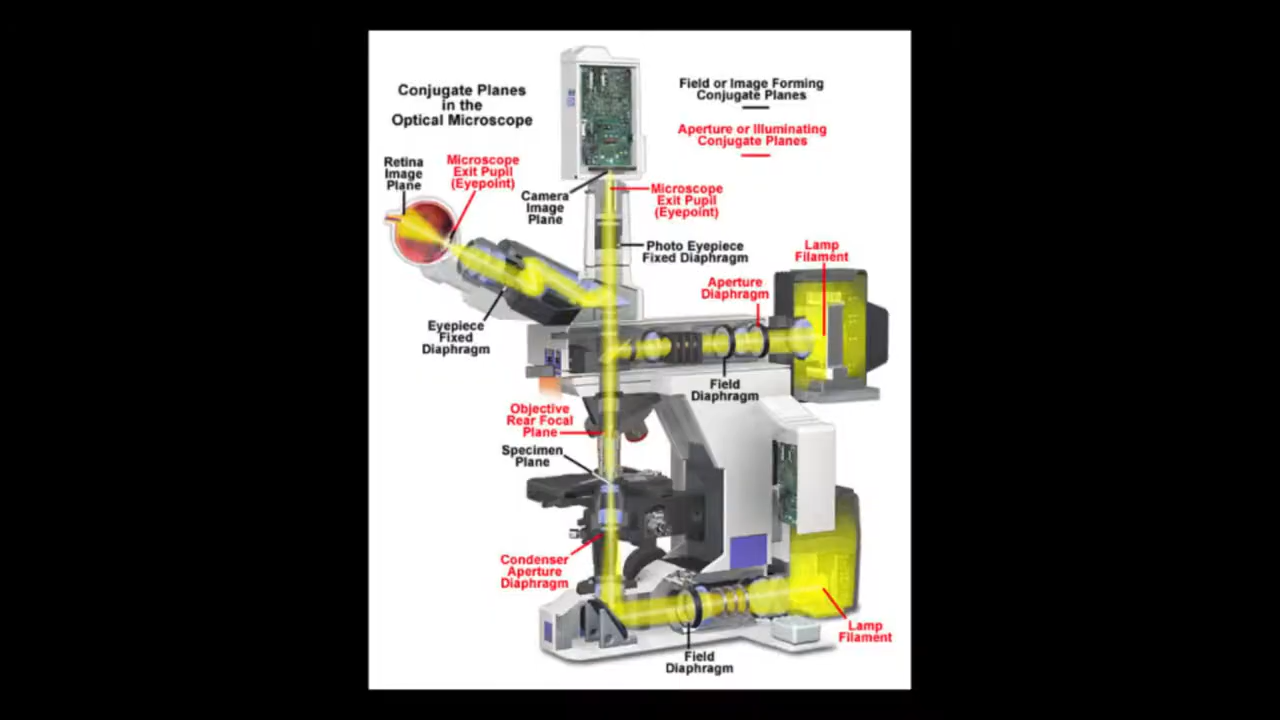 Conjugate Planes
in the
Optical Microscope
Field or Image Forming
Conjugate Planes
Aperture or Illuminating
Conjugate Planes
Retina
Image
Plane
Microscope
Exit Pupil
(Eyepoint)
Camera
Image
Plane
Microscope
Exit Pupil
(Eyepoint)
Photo Eyepiece
Fixed Diaphragm
Lamp
Filament
Aperture
Diaphragm
Eyepiece
Fixed
Diaphragm
Field
Diaphragm
Objective
Rear Focal
Plane
Specimen
Plane
Condenser
Aperture
Diaphragm
Lamp
Filament
Field
Diaphragm